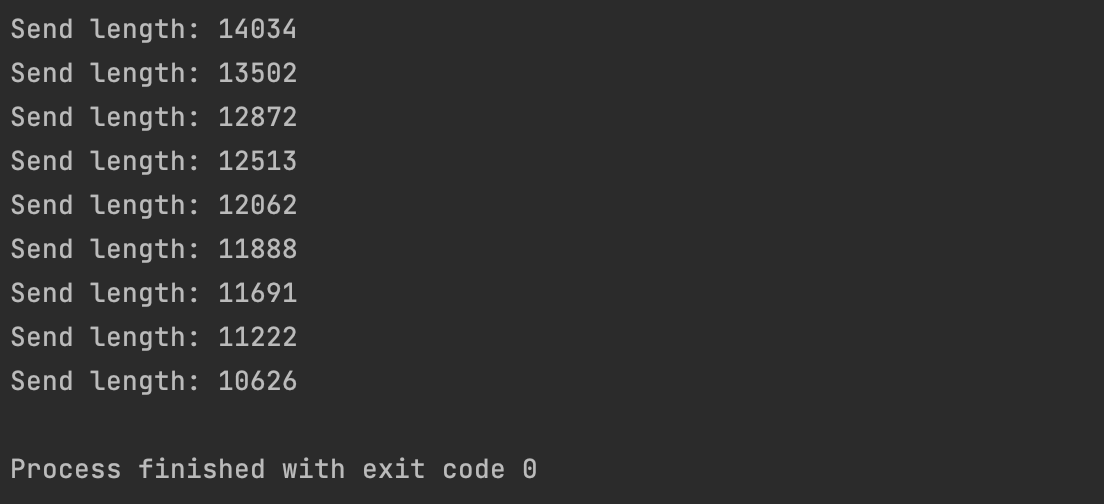 Send length: 14034
Send length: 13502
Send length: 12872
Send length: 12513
Send length: 12062
Send length: 11888
Send length: 11691
Send length: 11222
Send length: 10626
Process finished with exit code 0